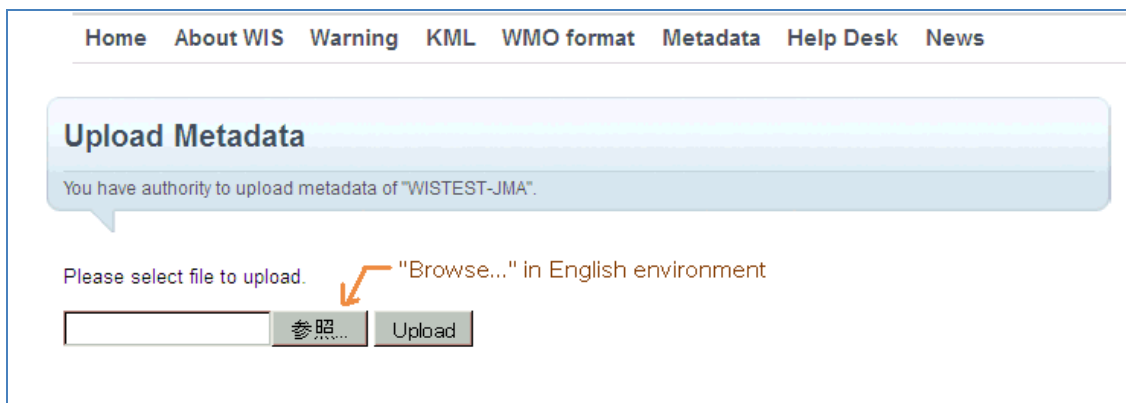 Home About WIS Warning KML WMO format Metadata Help Desk News
Upload Metadata
You have authority to upload metadata of "WISTEST-JMA".
Please select file to upload.
"Browse..." in English environment
参照... Upload